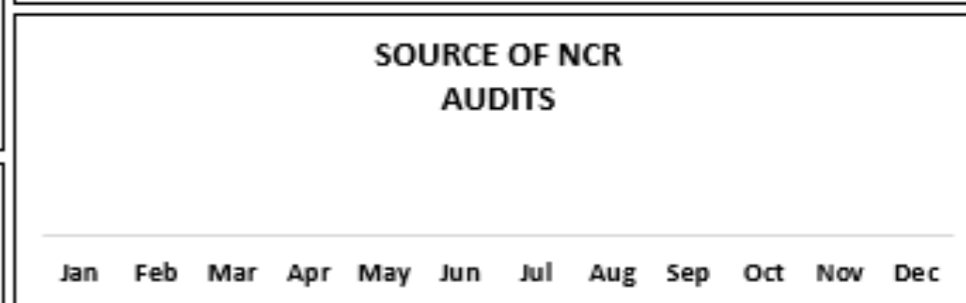 SOURCE OF NCR
AUDITS
Jan Feb Mar Apr May Jun Jul Aug Sep Oct Nov Dec